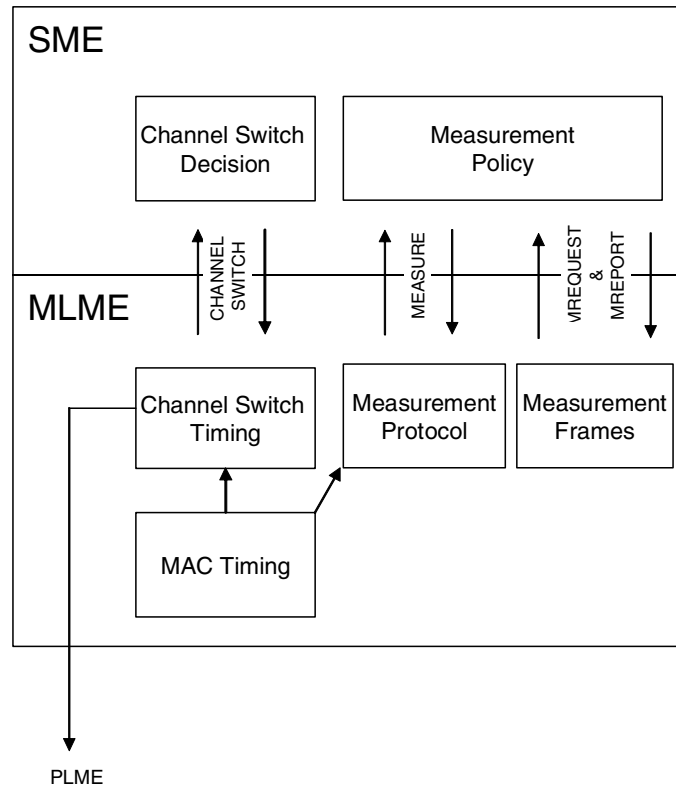 SME
Channel Switch
Decision
Measurement
Policy
CHANNEL
SWITCH
MEASURE
MREQUEST
&
MREPORT
MLME
Channel Switch
Timing
Measurement
Protocol
Measurement
Frames
MAC Timing
PLME